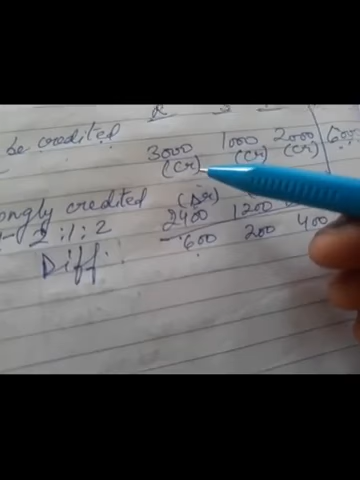 be credited 3000 1000 2000 6000
(Cr) (Cr) (Cr)
ongly credited (Dr)
2:1:2 2400 1200
Diff. 600 200 400